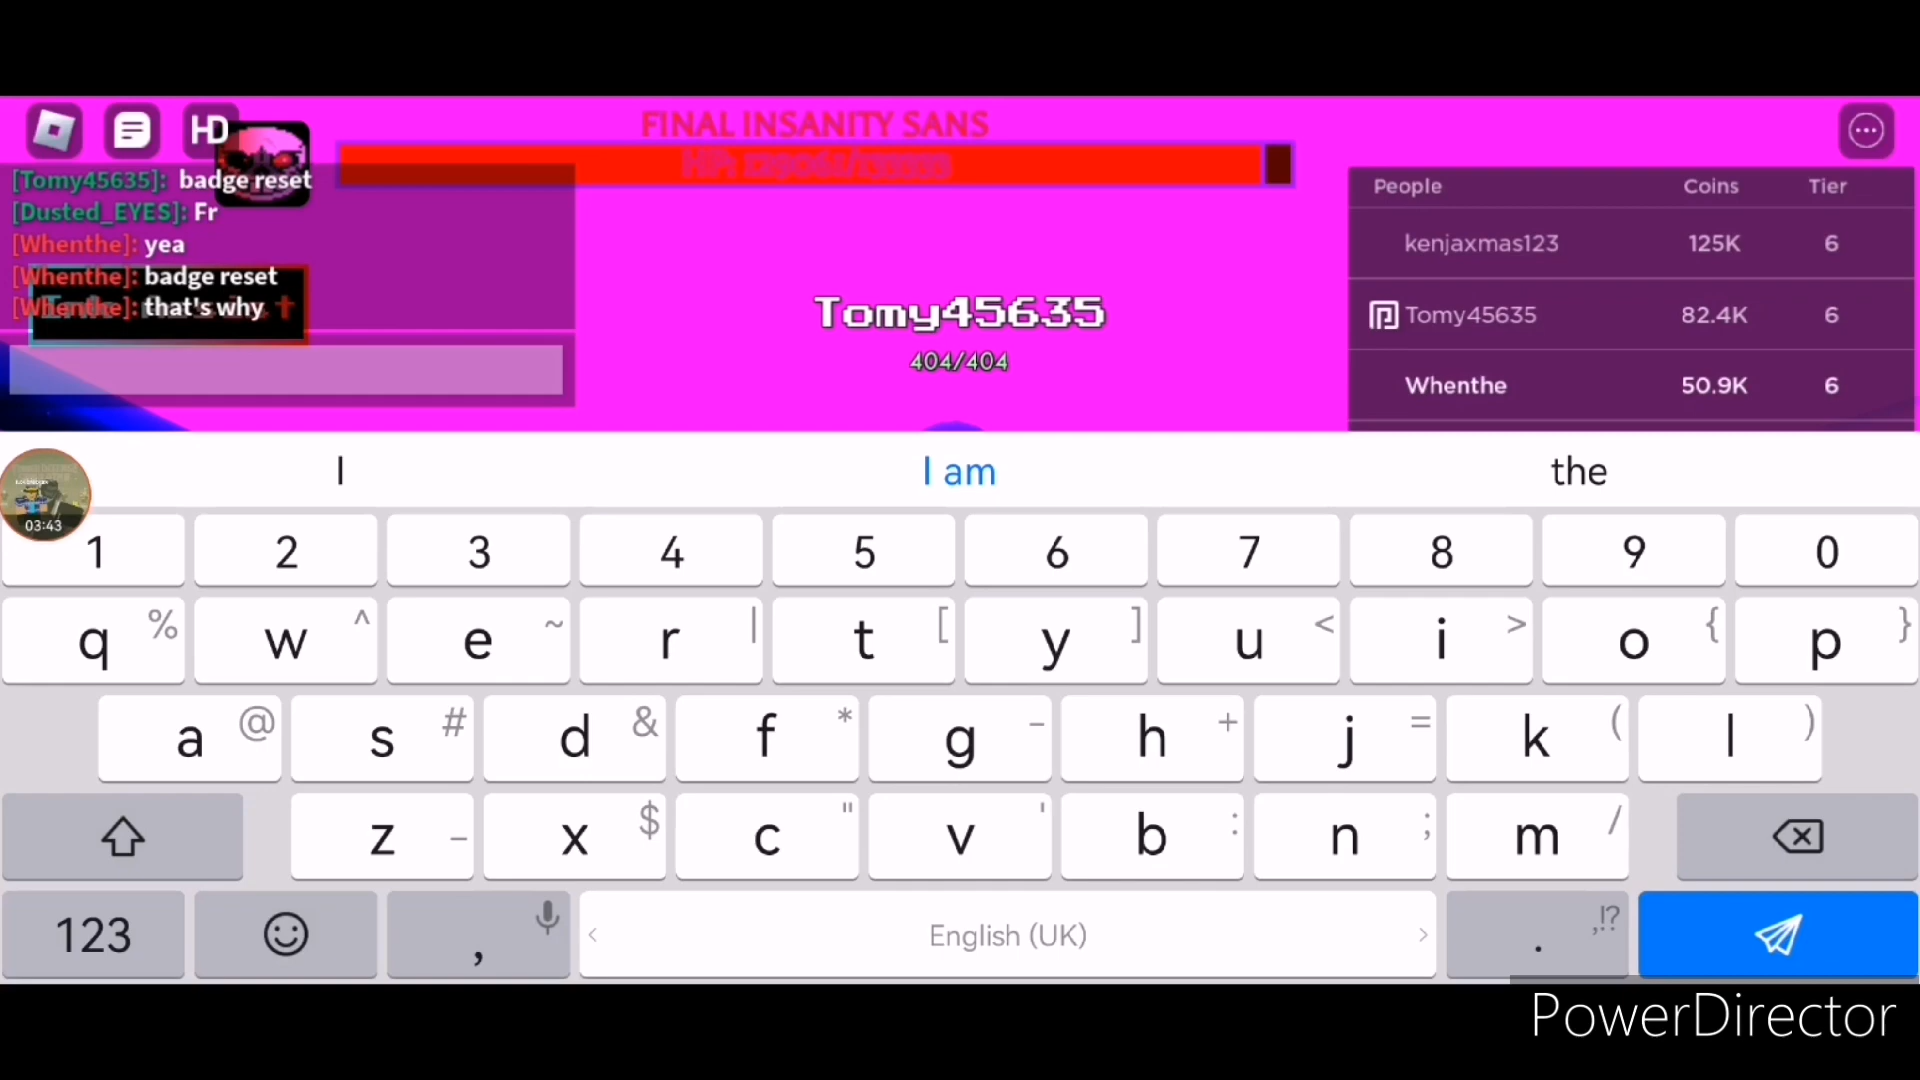 HD
FINAL INSANITY SANS
[Tomy45635]: badge reset
[Dusted_EYES]: Fr
[Whenthe]: yea
[Whenthe]: badge reset
[Whenthe]: that's why
Tomy45635
404/404
People Coins Tier
kenjaxmas123 125K 6
Tomy45635 82.4K 6
Whenthe 50.9K 6
I I am the
03:43
1 2 3 4 5 6 7 8 9 0
q % w ^ e ~ r | t [ y ] u < i > o { p }
a @ s # d & f * g - h + j = k ( l )
z _ x $ c " v ' b : n ; m /
123 , < English (UK) > . ,!?
PowerDirector